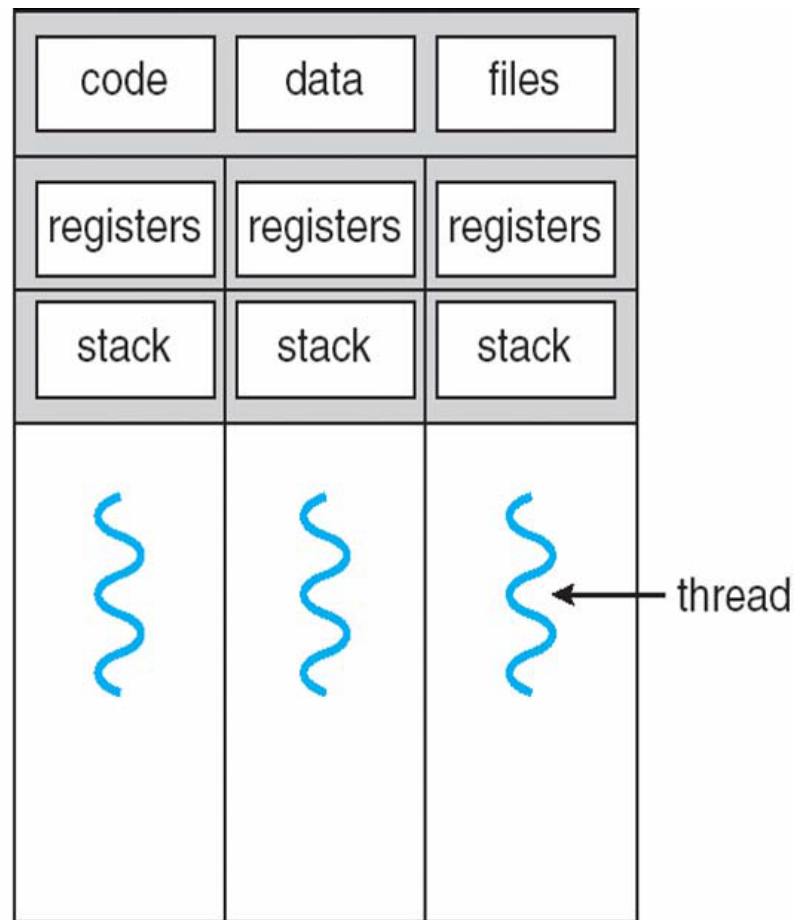 code data files
registers registers registers
stack stack stack
thread